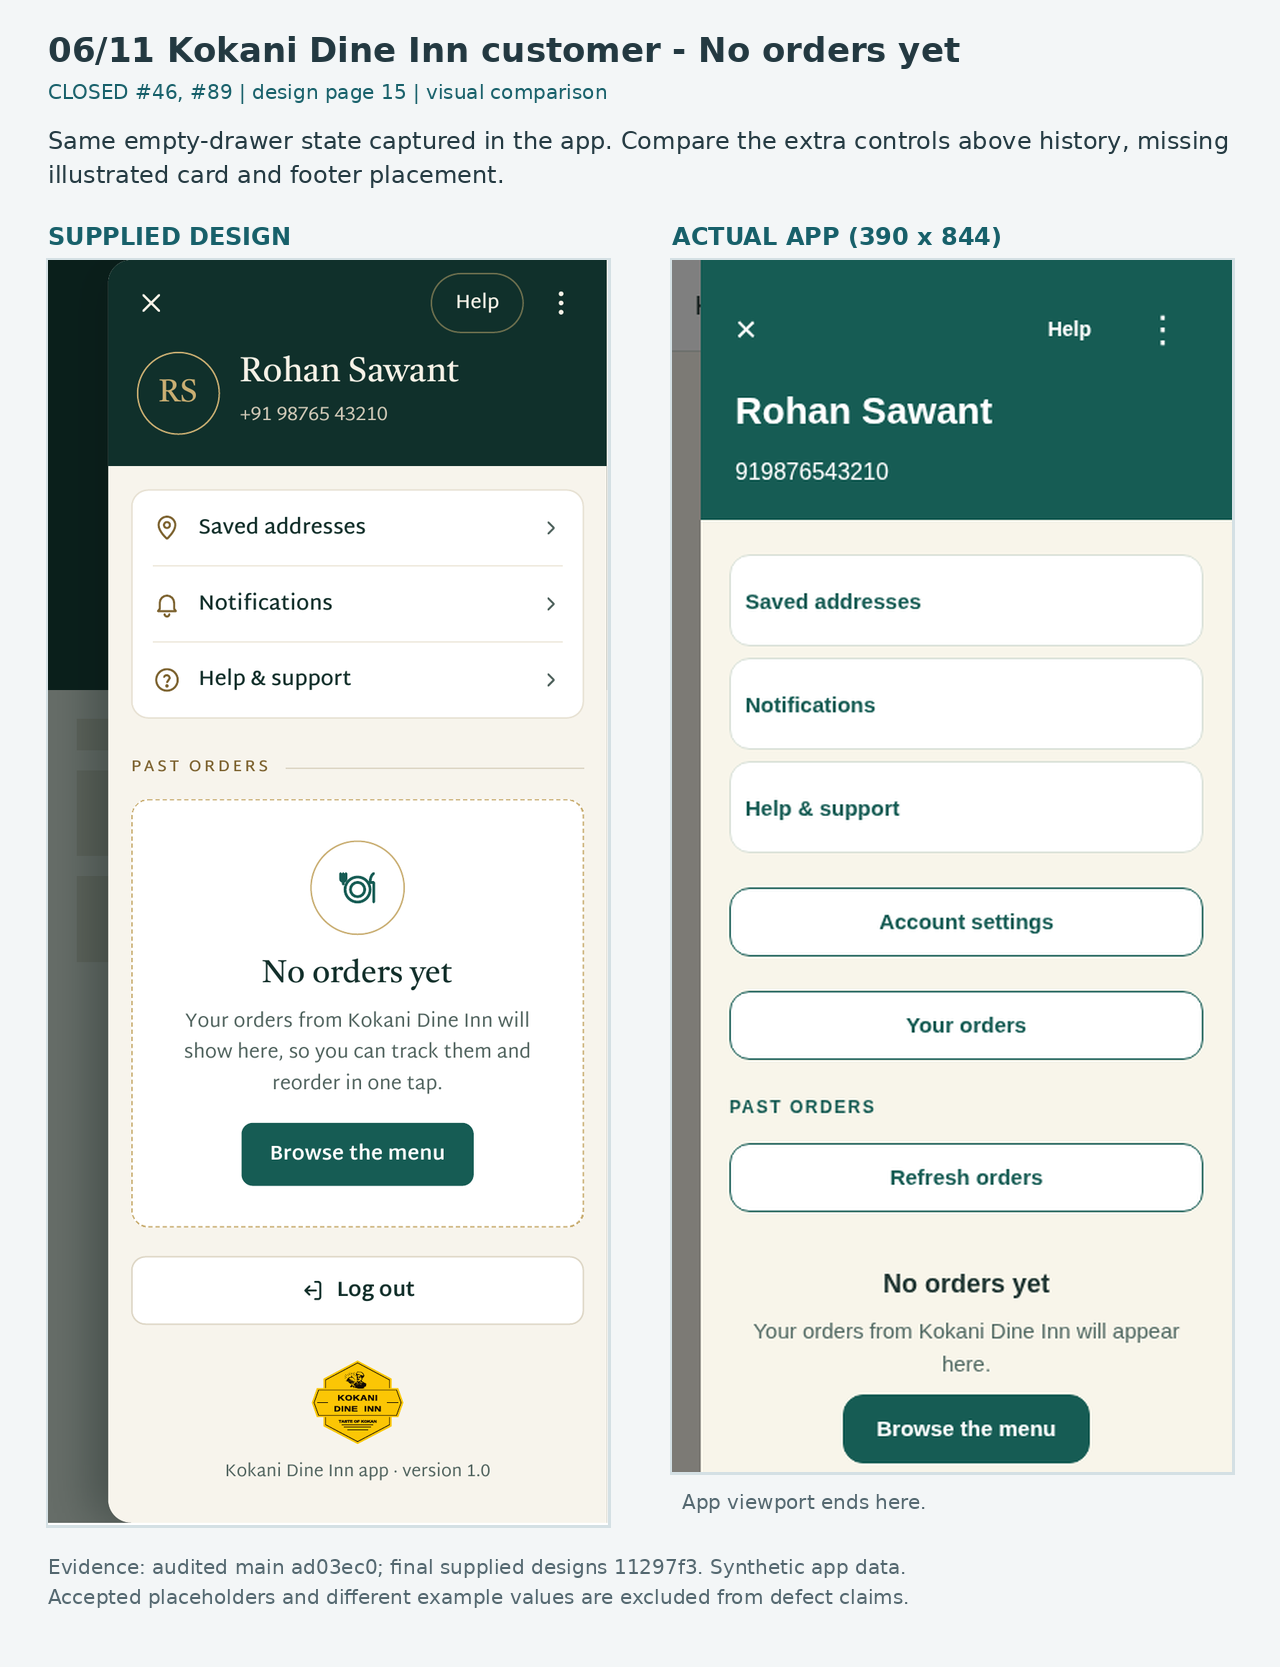 06/11 Kokani Dine Inn customer - No orders yet
CLOSED #46, #89 | design page 15 | visual comparison
Same empty-drawer state captured in the app. Compare the extra controls above history, missing
illustrated card and footer placement.
SUPPLIED DESIGN
Help
RS
Rohan Sawant
+91 98765 43210
Saved addresses
Notifications
Help & support
PAST ORDERS
No orders yet
Your orders from Kokani Dine Inn will
show here, so you can track them and
reorder in one tap.
Browse the menu
Log out
KOKANI
DINE INN
TASTE OF KOKAN
Kokani Dine Inn app · version 1.0
ACTUAL APP (390 x 844)
Help
Rohan Sawant
919876543210
Saved addresses
Notifications
Help & support
Account settings
Your orders
PAST ORDERS
Refresh orders
No orders yet
Your orders from Kokani Dine Inn will appear
here.
Browse the menu
App viewport ends here.
Evidence: audited main ad03ec0; final supplied designs 11297f3. Synthetic app data.
Accepted placeholders and different example values are excluded from defect claims.